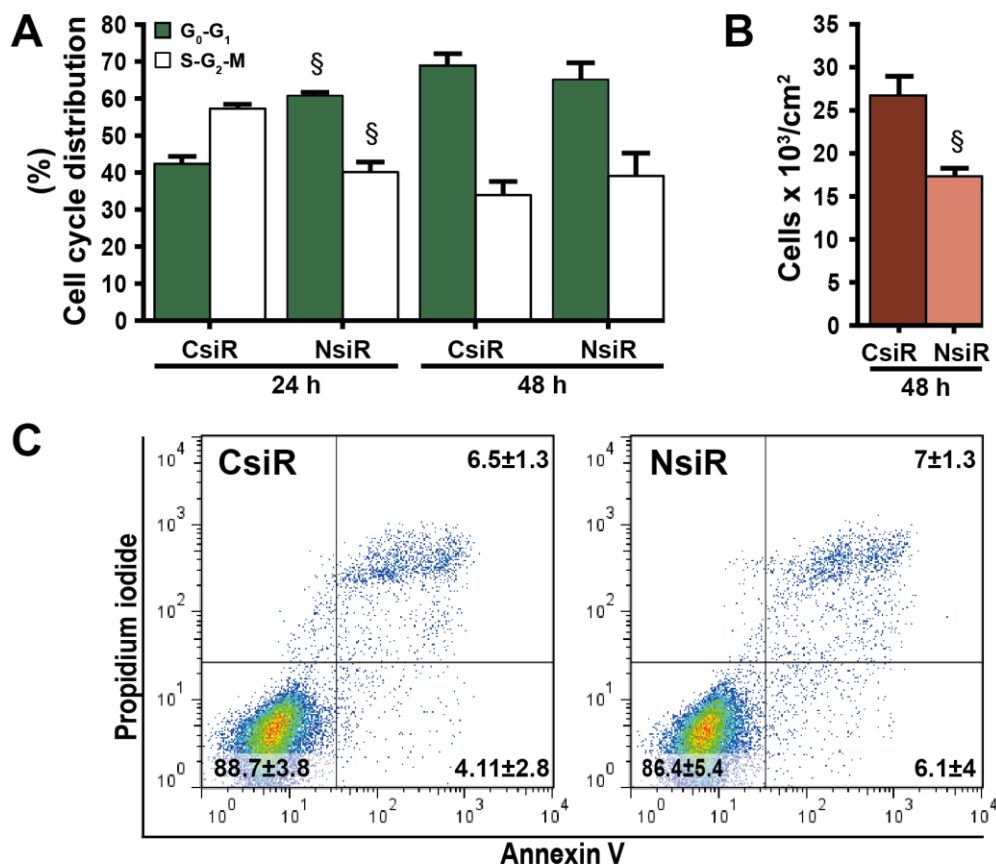 A
Cell cycle distribution
(%)
80
70
60
50
40
30
20
10
0
G₀-G₁
S-G₂-M
§
§
CsiR
NsiR
CsiR
NsiR
24 h
48 h
B
Cells x 10³/cm²
35
30
25
20
15
10
5
0
§
CsiR NsiR
48 h
C
Propidium iodide
10⁴
10³
10²
10¹
10⁰
CsiR
6.5±1.3
88.7±3.8
4.11±2.8
10⁰ 10¹ 10² 10³ 10⁴
10⁴
10³
10²
10¹
10⁰
NsiR
7±1.3
86.4±5.4
6.1±4
10⁰ 10¹ 10² 10³ 10⁴
Annexin V